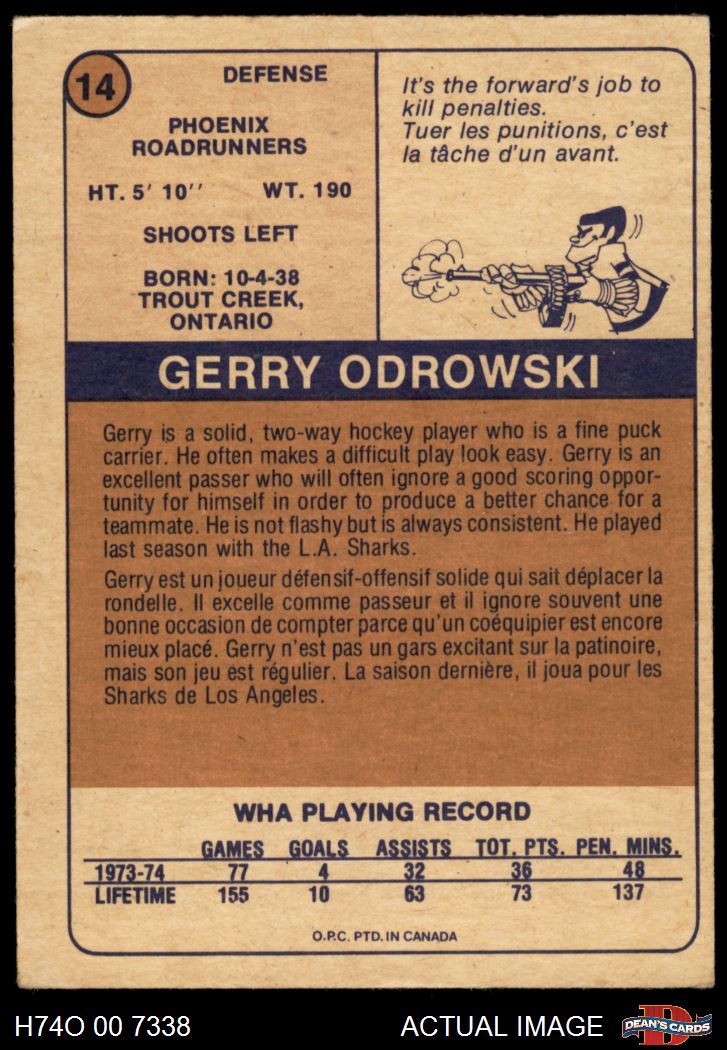 14
DEFENSE
PHOENIX
ROADRUNNERS
HT. 5' 10'' WT. 190
SHOOTS LEFT
BORN: 10-4-38
TROUT CREEK,
ONTARIO
It's the forward's job to
kill penalties.
Tuer les punitions, c'est
la tâche d'un avant.
GERRY ODROWSKI
Gerry is a solid, two-way hockey player who is a fine puck
carrier. He often makes a difficult play look easy. Gerry is an
excellent passer who will often ignore a good scoring oppor-
tunity for himself in order to produce a better chance for a
teammate. He is not flashy but is always consistent. He played
last season with the L.A. Sharks.
Gerry est un joueur défensif-offensif solide qui sait déplacer la
rondelle. Il excelle comme passeur et il ignore souvent une
bonne occasion de compter parce qu'un coéquipier est encore
mieux placé. Gerry n'est pas un gars excitant sur la patinoire,
mais son jeu est régulier. La saison dernière, il joua pour les
Sharks de Los Angeles.
WHA PLAYING RECORD
GAMES GOALS ASSISTS TOT. PTS. PEN. MINS.
1973-74 77 4 32 36 48
LIFETIME 155 10 63 73 137
O.P.C. PTD. IN CANADA
H74O 00 7338
ACTUAL IMAGE
D
DEAN'S CARDS